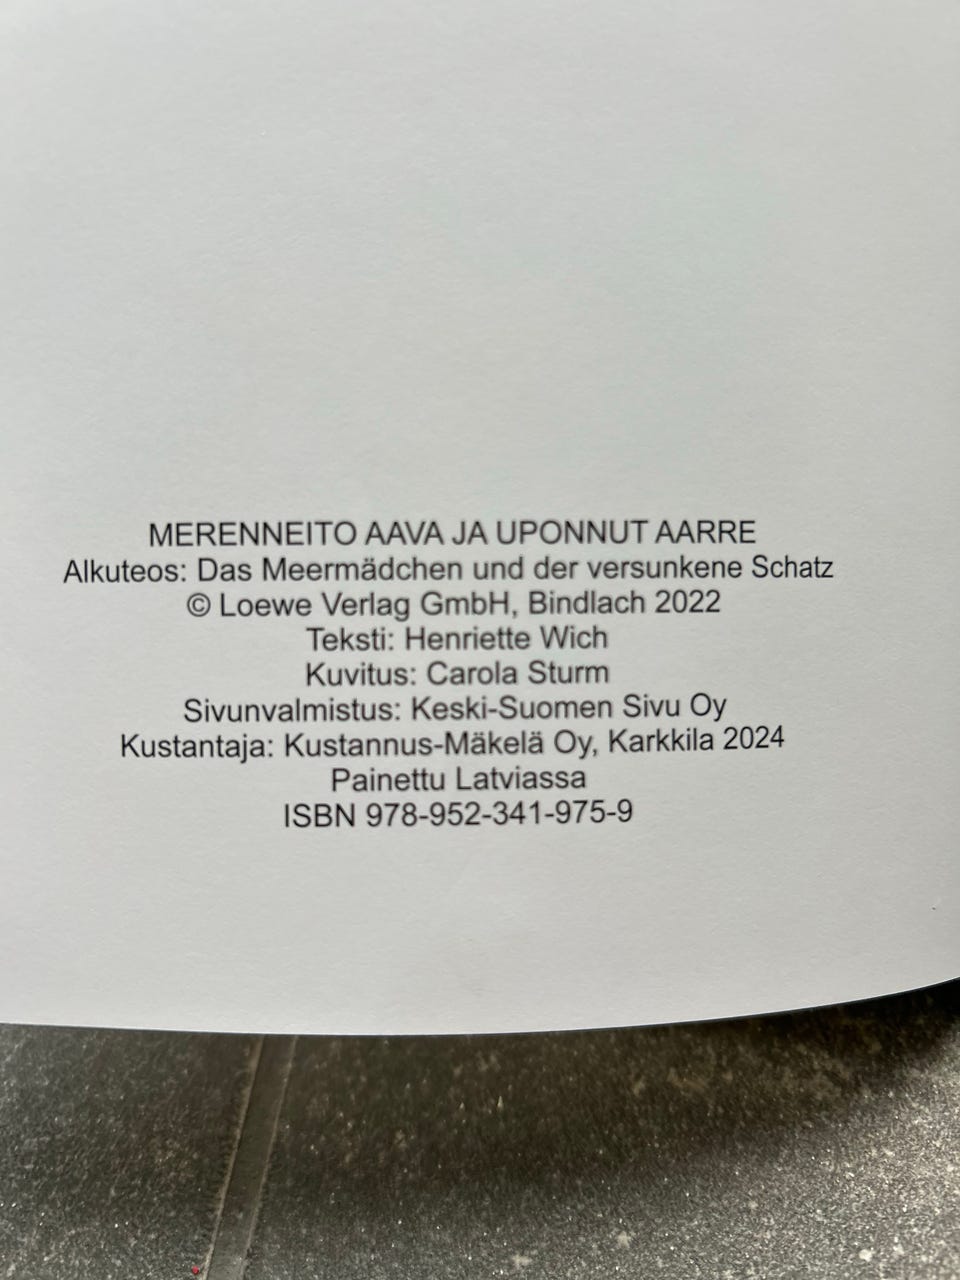 MERENNEITO AAVA JA UPONNUT AARRE
Alkuteos: Das Meermädchen und der versunkene Schatz
© Loewe Verlag GmbH, Bindlach 2022
Teksti: Henriette Wich
Kuvitus: Carola Sturm
Sivunvalmistus: Keski-Suomen Sivu Oy
Kustantaja: Kustannus-Mäkelä Oy, Karkkila 2024
Painettu Latviassa
ISBN 978-952-341-975-9